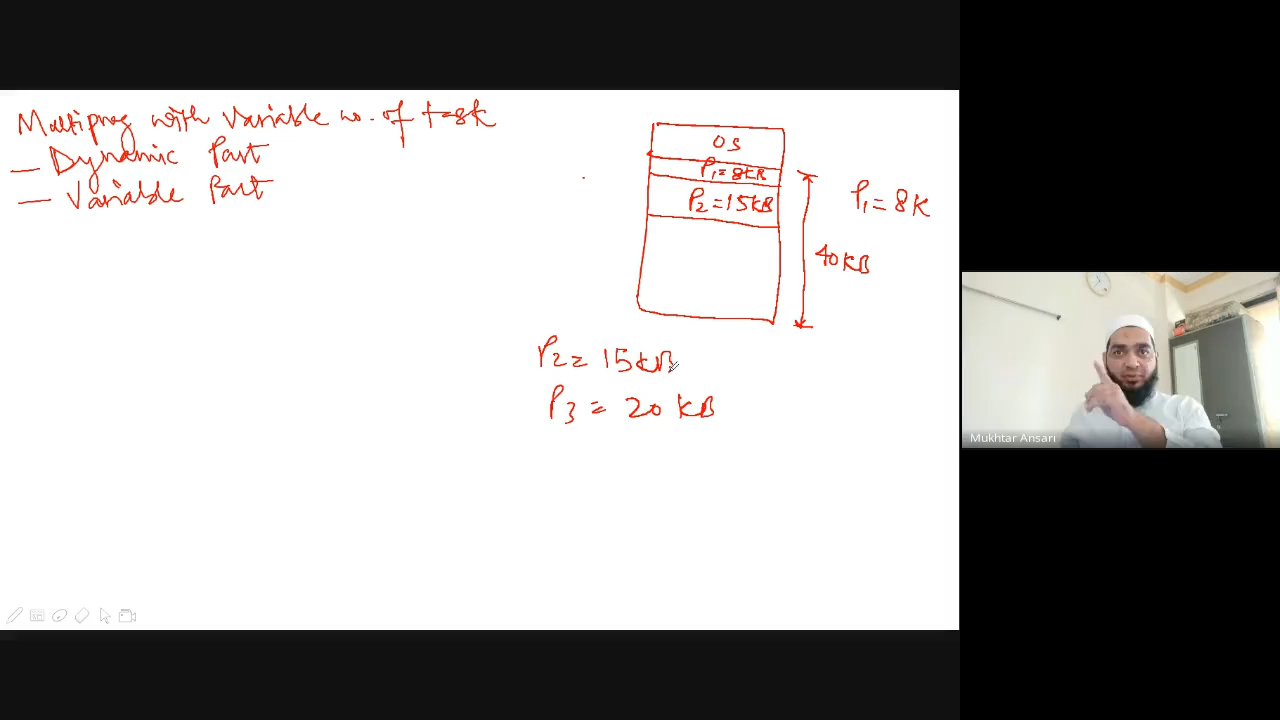 Multiprog with Variable no. of task
– Dynamic Part
– Variable Part
OS
P1 = 8KB
P2 = 15KB
P1 = 8K
40KB
P2 = 15KB
P3 = 20 KB
Mukhtar Ansari